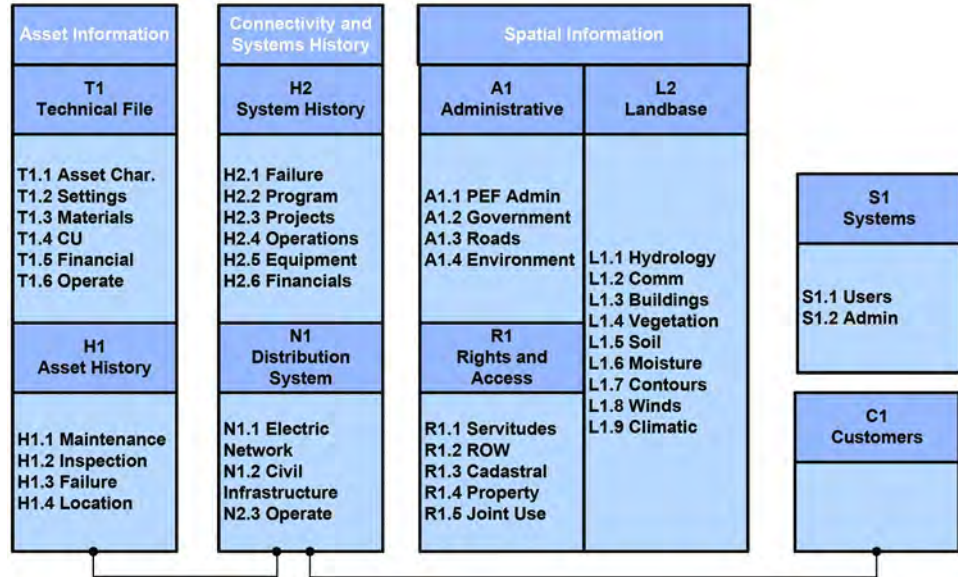 Asset Information
T1
Technical File
T1.1 Asset Char.
T1.2 Settings
T1.3 Materials
T1.4 CU
T1.5 Financial
T1.6 Operate
H1
Asset History
H1.1 Maintenance
H1.2 Inspection
H1.3 Failure
H1.4 Location
Connectivity and
Systems History
H2
System History
H2.1 Failure
H2.2 Program
H2.3 Projects
H2.4 Operations
H2.5 Equipment
H2.6 Financials
N1
Distribution
System
N1.1 Electric
Network
N1.2 Civil
Infrastructure
N2.3 Operate
Spatial Information
A1
Administrative
A1.1 PEF Admin
A1.2 Government
A1.3 Roads
A1.4 Environment
R1
Rights and
Access
R1.1 Servitudes
R1.2 ROW
R1.3 Cadastral
R1.4 Property
R1.5 Joint Use
L2
Landbase
L1.1 Hydrology
L1.2 Comm
L1.3 Buildings
L1.4 Vegetation
L1.5 Soil
L1.6 Moisture
L1.7 Contours
L1.8 Winds
L1.9 Climatic
S1
Systems
S1.1 Users
S1.2 Admin
C1
Customers